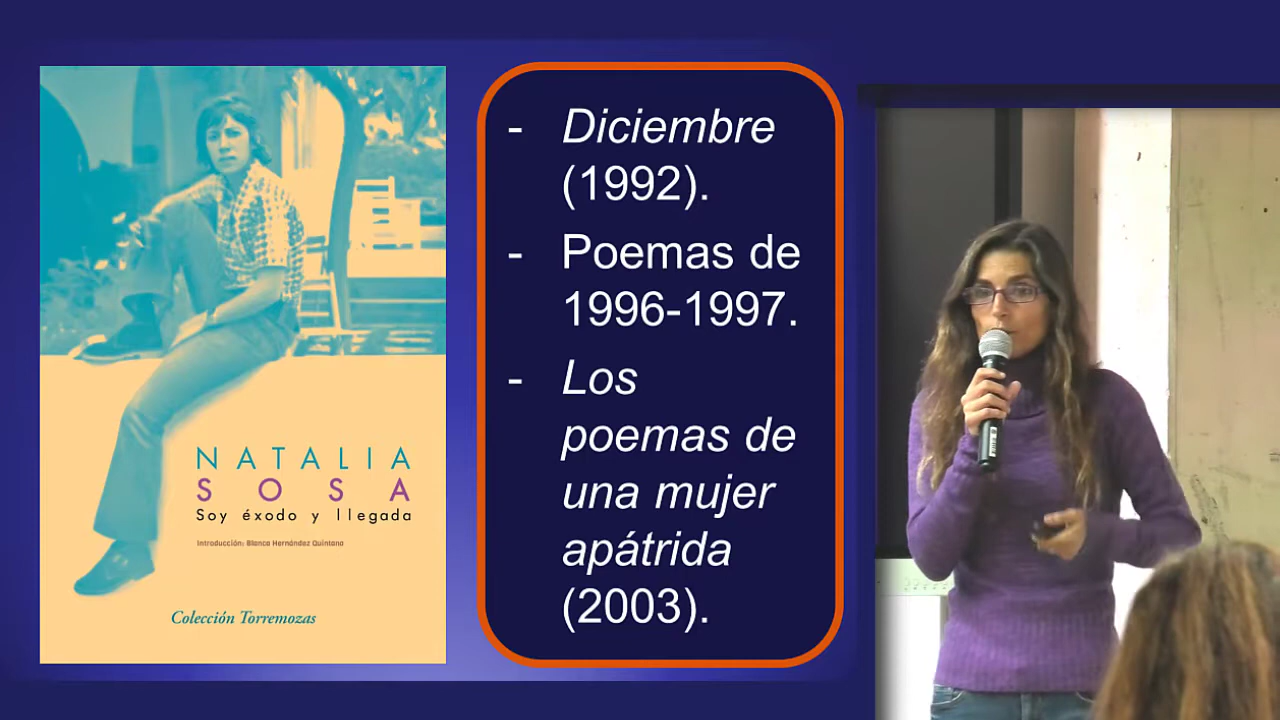 NATALIA
SOSA
Soy éxodo y llegada
Introducción: Blanca Hernández Quintana
Colección Torremozas
- Diciembre
(1992).
- Poemas de
1996-1997.
- Los
poemas de
una mujer
apátrida
(2003).